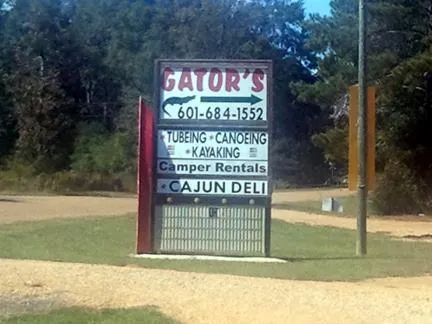 GATOR'S
601-684-1552
*TUBEING *CANOEING
*KAYAKING
Camper Rentals
*CAJUN DELI